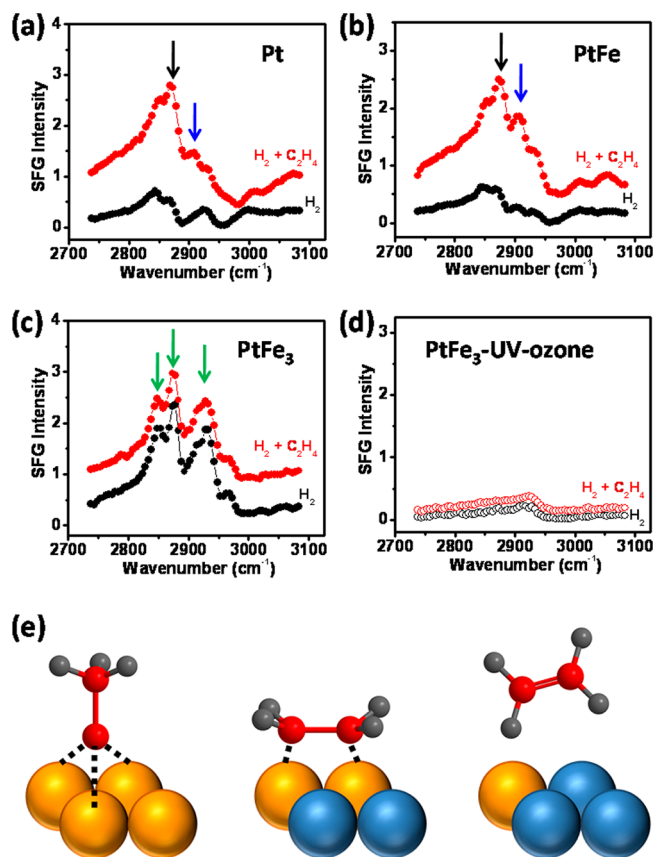 (a)
Pt
SFG Intensity
4
3
2
1
0
H2 + C2H4
H2
2700 2800 2900 3000 3100
Wavenumber (cm-1)
(b)
PtFe
SFG Intensity
3
2
1
0
H2 + C2H4
H2
2700 2800 2900 3000 3100
Wavenumber (cm-1)
(c)
PtFe3
SFG Intensity
4
3
2
1
0
H2 + C2H4
H2
2700 2800 2900 3000 3100
Wavenumber (cm-1)
(d)
PtFe3-UV-ozone
SFG Intensity
3
2
1
0
H2 + C2H4
H2
2700 2800 2900 3000 3100
Wavenumber (cm-1)
(e)